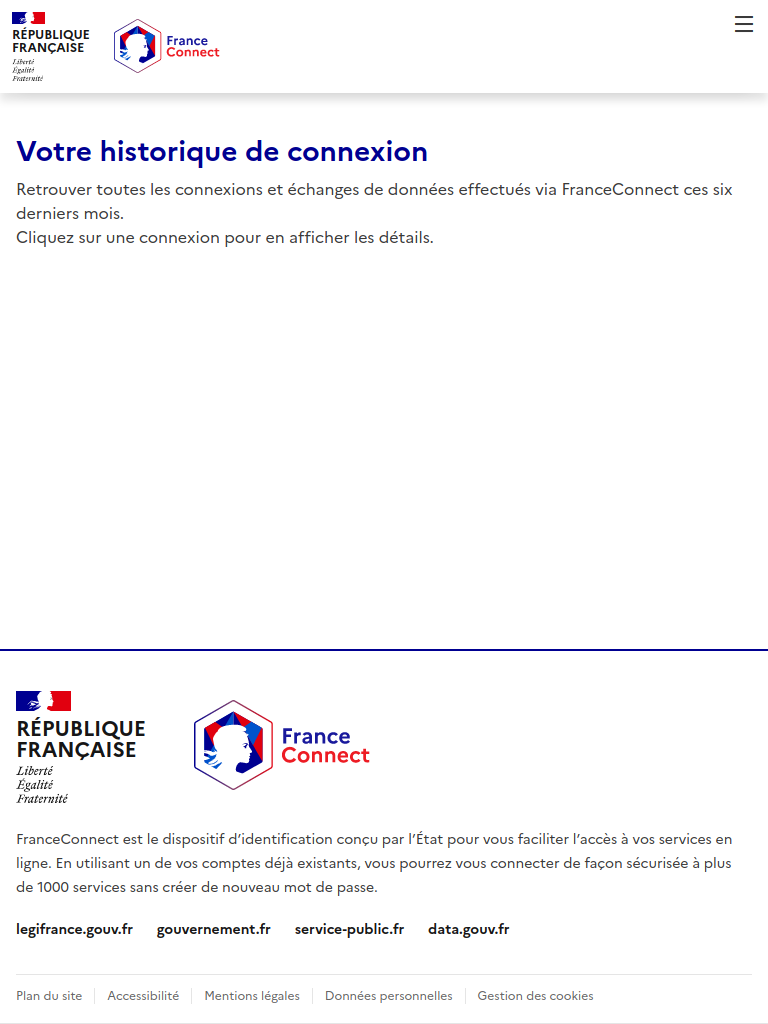 RÉPUBLIQUE
FRANÇAISE
Liberté
Égalité
Fraternité
France
Connect
Votre historique de connexion
Retrouver toutes les connexions et échanges de données effectués via FranceConnect ces six
derniers mois.
Cliquez sur une connexion pour en afficher les détails.
RÉPUBLIQUE
FRANÇAISE
Liberté
Égalité
Fraternité
France
Connect
FranceConnect est le dispositif d’identification conçu par l’État pour vous faciliter l’accès à vos services en
ligne. En utilisant un de vos comptes déjà existants, vous pourrez vous connecter de façon sécurisée à plus
de 1000 services sans créer de nouveau mot de passe.
legifrance.gouv.fr gouvernement.fr service-public.fr data.gouv.fr
Plan du site Accessibilité Mentions légales Données personnelles Gestion des cookies